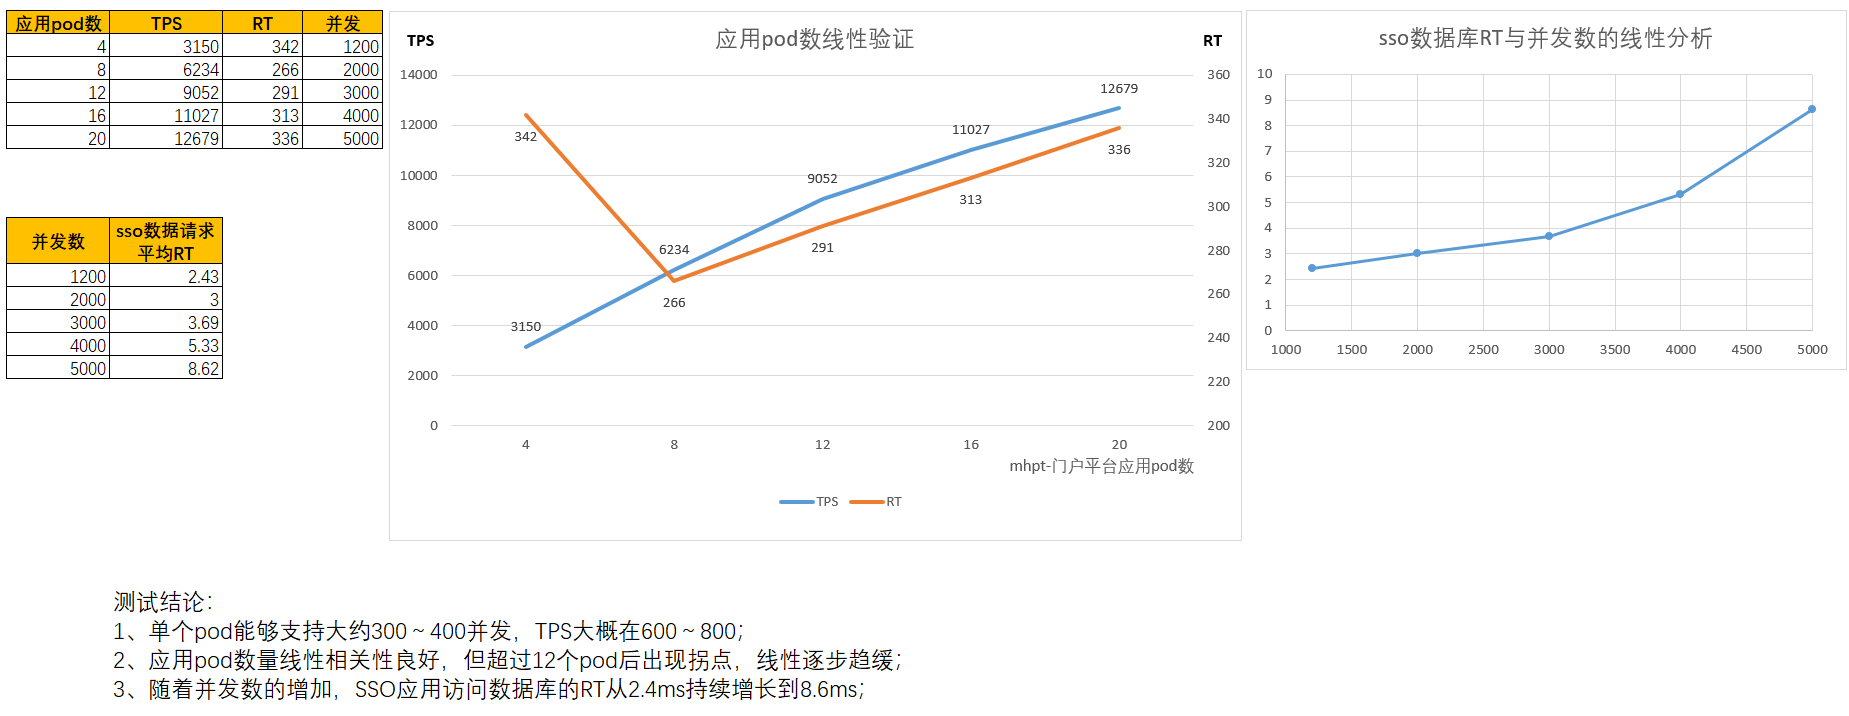 应用pod数 TPS RT 并发
4 3150 342 1200
8 6234 266 2000
12 9052 291 3000
16 11027 313 4000
20 12679 336 5000
并发数 sso数据请求
平均RT
1200 2.43
2000 3
3000 3.69
4000 5.33
5000 8.62
应用pod数线性验证
TPS
RT
14000
12000
10000
8000
6000
4000
2000
0
360
340
320
300
280
260
240
220
200
3150
6234
9052
11027
12679
342
266
291
313
336
4 8 12 16 20
mhpt-门户平台应用pod数
TPS RT
sso数据库RT与并发数的线性分析
10
9
8
7
6
5
4
3
2
1
0
1000 1500 2000 2500 3000 3500 4000 4500 5000
测试结论：
1、单个pod能够支持大约300～400并发，TPS大概在600～800；
2、应用pod数量线性相关性良好，但超过12个pod后出现拐点，线性逐步趋缓；
3、随着并发数的增加，SSO应用访问数据库的RT从2.4ms持续增长到8.6ms；